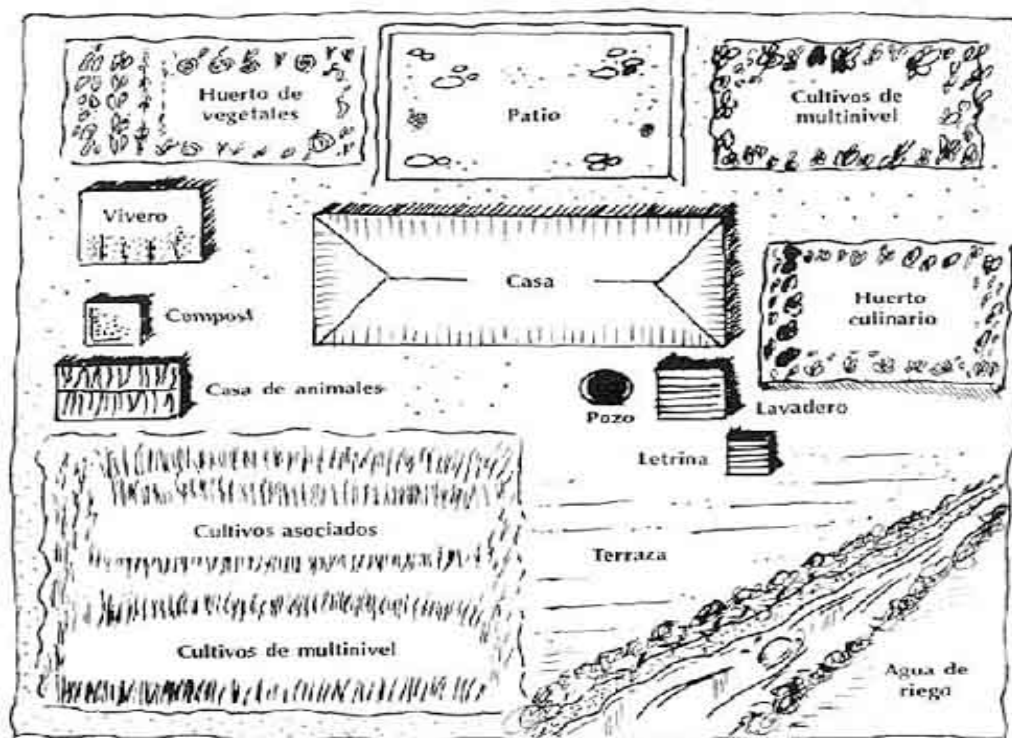 Huerto de
vegetales
Patio
Cultivos de
multinivel
Vivero
Casa
Huerto
culinario
Compost
Casa de animales
Pozo
Lavadero
Letrina
Cultivos asociados
Terraza
Cultivos de multinivel
Agua de
riego